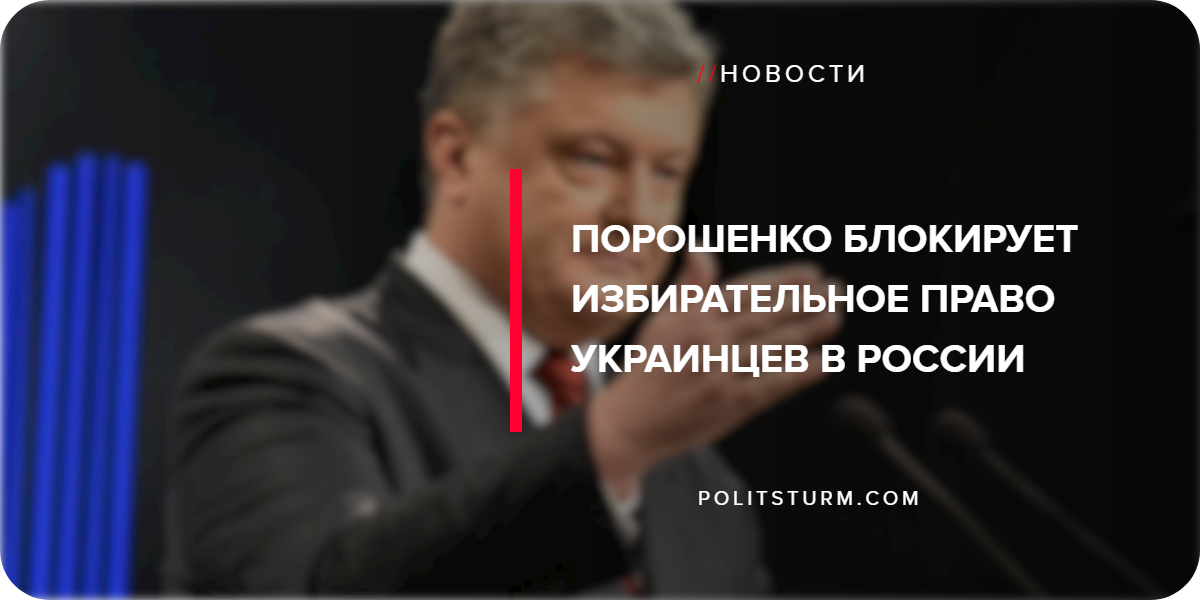 //НОВОСТИ
ПОРОШЕНКО БЛОКИРУЕТ
ИЗБИРАТЕЛЬНОЕ ПРАВО
УКРАИНЦЕВ В РОССИИ
POLITSTURM.COM